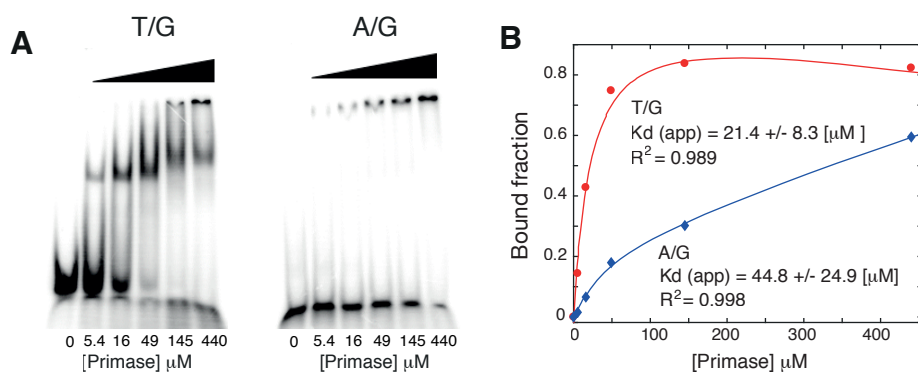 A
T/G
A/G
0 5.4 16 49 145 440
[Primase] μM
0 5.4 16 49 145 440
[Primase] μM
B
Bound fraction
0.8
0.6
0.4
0.2
0
T/G
Kd (app) = 21.4 +/- 8.3 [μM ]
R² = 0.989
A/G
Kd (app) = 44.8 +/- 24.9 [μM]
R² = 0.998
0 100 200 300 400
[Primase] μM